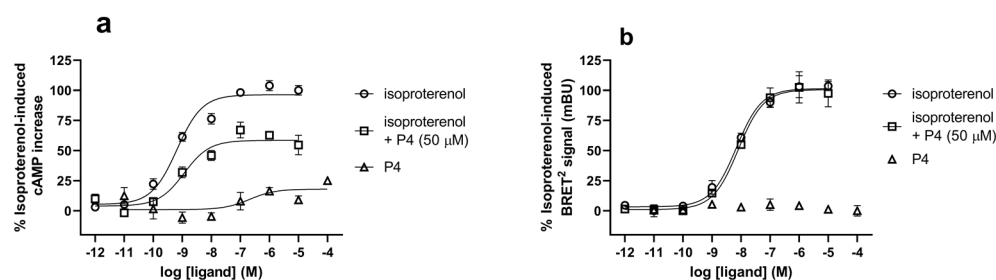 a
% Isoproterenol-induced
cAMP increase
125
100
75
50
25
0
-12 -11 -10 -9 -8 -7 -6 -5 -4
log [ligand] (M)
isoproterenol
isoproterenol
+ P4 (50 μM)
P4
b
% Isoproterenol-induced
BRET² signal (mBU)
125
100
75
50
25
0
-12 -11 -10 -9 -8 -7 -6 -5 -4
log [ligand] (M)
isoproterenol
isoproterenol
+ P4 (50 μM)
P4